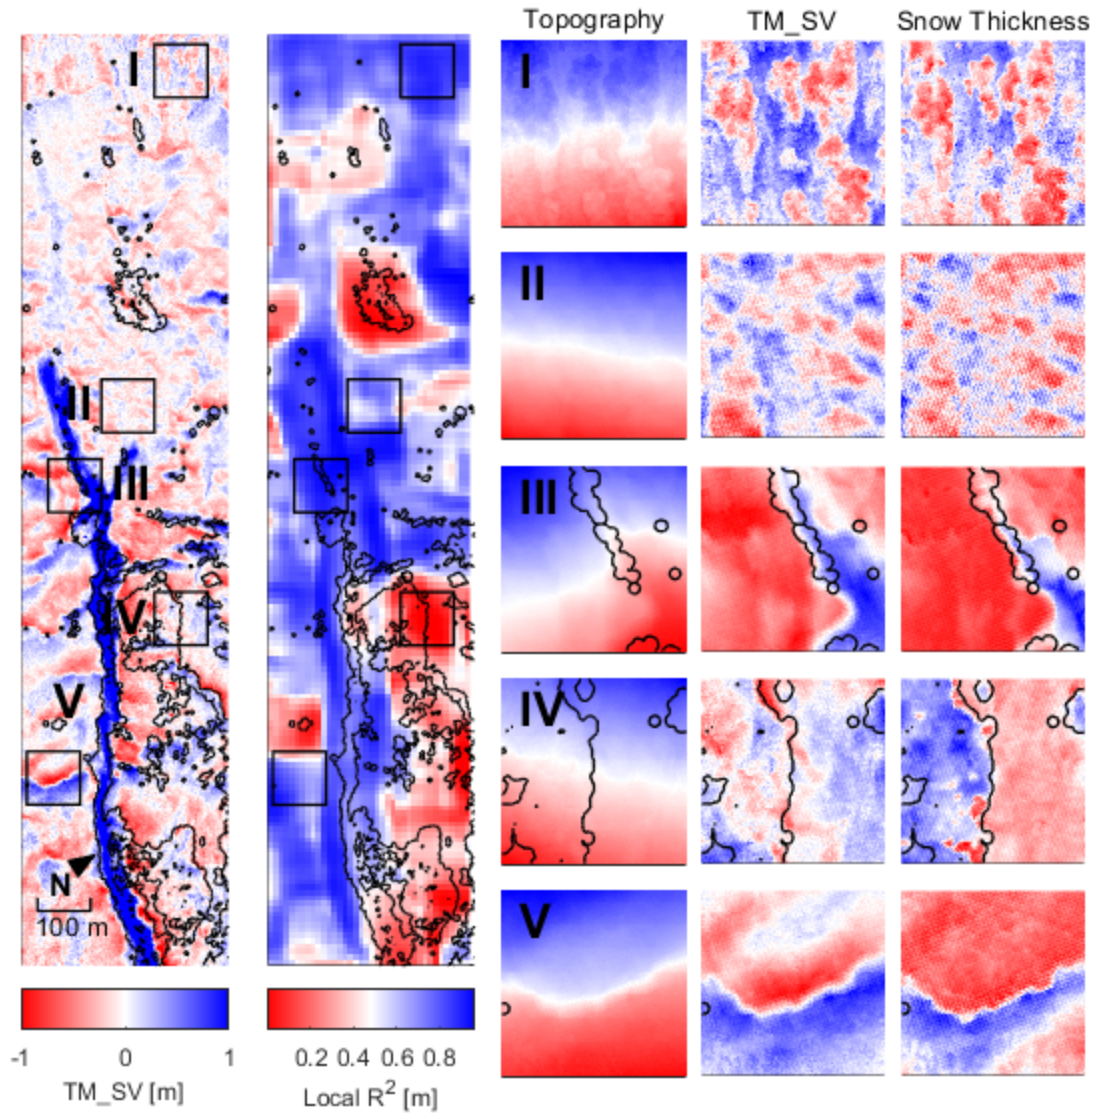 Topography TM_SV Snow Thickness
I I
II II
III III
IV IV
V V
N
100 m
-1 0 1
TM_SV [m]
0.2 0.4 0.6 0.8
Local R² [m]